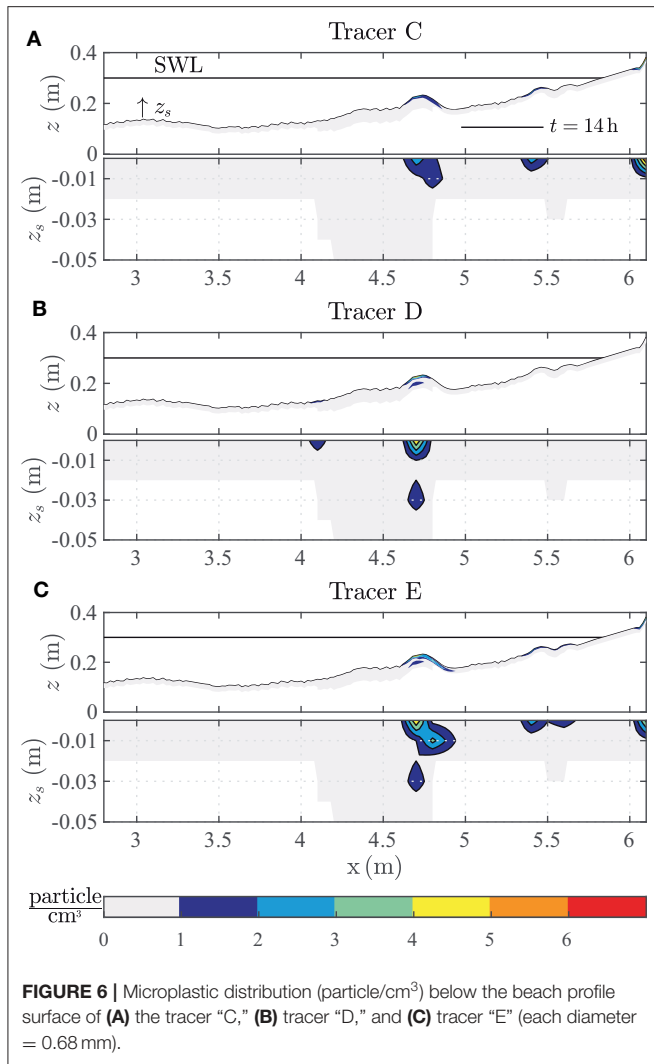 A
Tracer C
0.4
SWL
z (m)
0.2
↑ z_s
t = 14 h
0
z_s (m)
-0.01
-0.03
-0.05
3 3.5 4 4.5 5 5.5 6
B
Tracer D
0.4
z (m)
0.2
0
z_s (m)
-0.01
-0.03
-0.05
3 3.5 4 4.5 5 5.5 6
C
Tracer E
0.4
z (m)
0.2
0
z_s (m)
-0.01
-0.03
-0.05
3 3.5 4 4.5 5 5.5 6
x (m)
particle
cm³
0 1 2 3 4 5 6
FIGURE 6 | Microplastic distribution (particle/cm³) below the beach profile
surface of (A) the tracer “C,” (B) tracer “D,” and (C) tracer “E” (each diameter
= 0.68 mm).